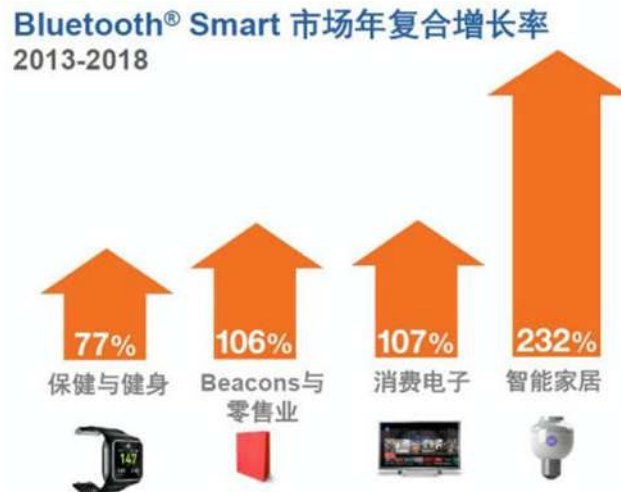 Bluetooth® Smart 市场年复合增长率
2013-2018
77%
106%
107%
232%
保健与健身
Beacons与
零售业
消费电子
智能家居
147